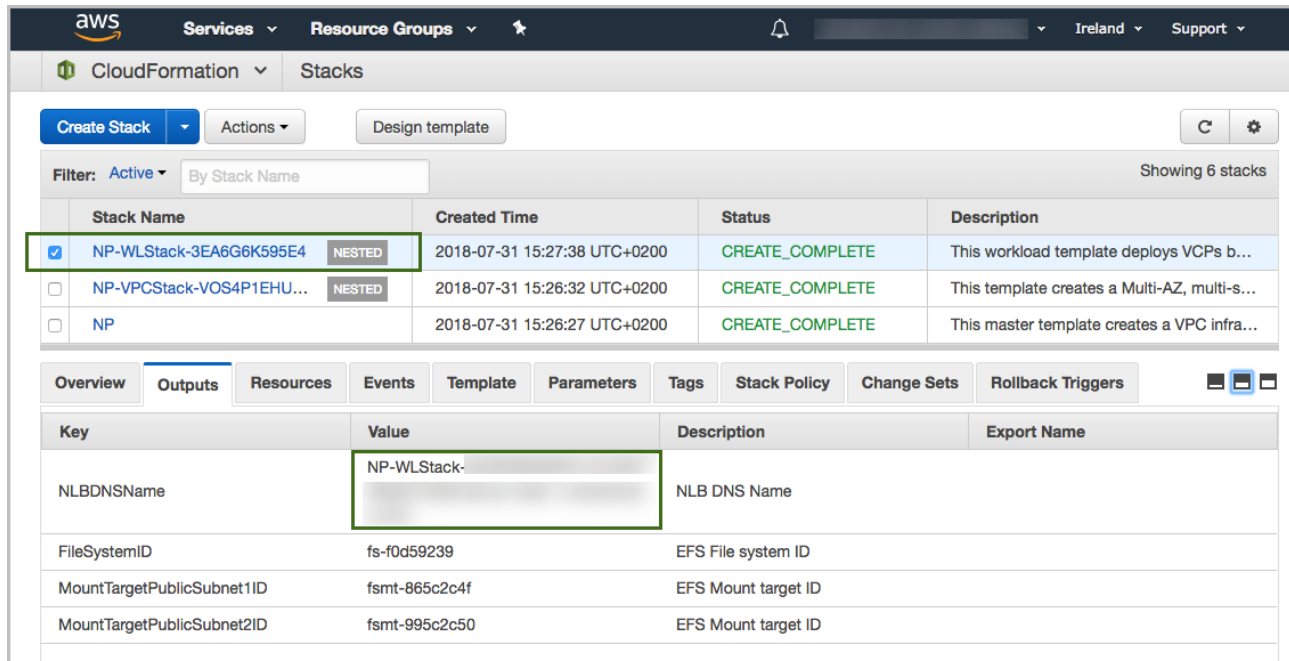 aws Services Resource Groups Ireland Support
CloudFormation Stacks
Create Stack Actions Design template
Filter: Active By Stack Name Showing 6 stacks
Stack Name Created Time Status Description
NP-WLStack-3EA6G6K595E4 NESTED 2018-07-31 15:27:38 UTC+0200 CREATE_COMPLETE This workload template deploys VCPs b...
NP-VPCStack-VOS4P1EHU... NESTED 2018-07-31 15:26:32 UTC+0200 CREATE_COMPLETE This template creates a Multi-AZ, multi-s...
NP 2018-07-31 15:26:27 UTC+0200 CREATE_COMPLETE This master template creates a VPC infra...
Overview Outputs Resources Events Template Parameters Tags Stack Policy Change Sets Rollback Triggers
Key Value Description Export Name
NLBDNSName NP-WLStack- NLB DNS Name
FileSystemID fs-f0d59239 EFS File system ID
MountTargetPublicSubnet1ID fsmt-865c2c4f EFS Mount target ID
MountTargetPublicSubnet2ID fsmt-995c2c50 EFS Mount target ID